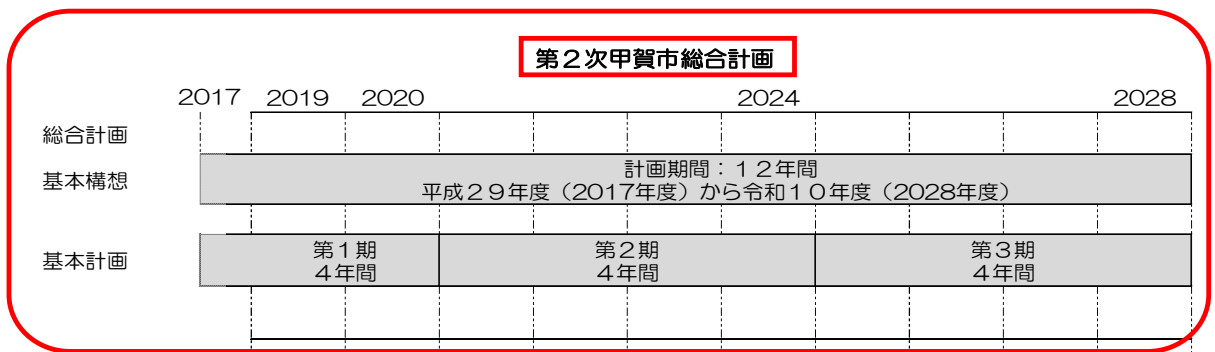 第2次甲賀市総合計画
2017 2019 2020 2024 2028
総合計画
基本構想
計画期間：12年間
平成29年度（2017年度）から令和10年度（2028年度）
基本計画
第1期
4年間
第2期
4年間
第3期
4年間